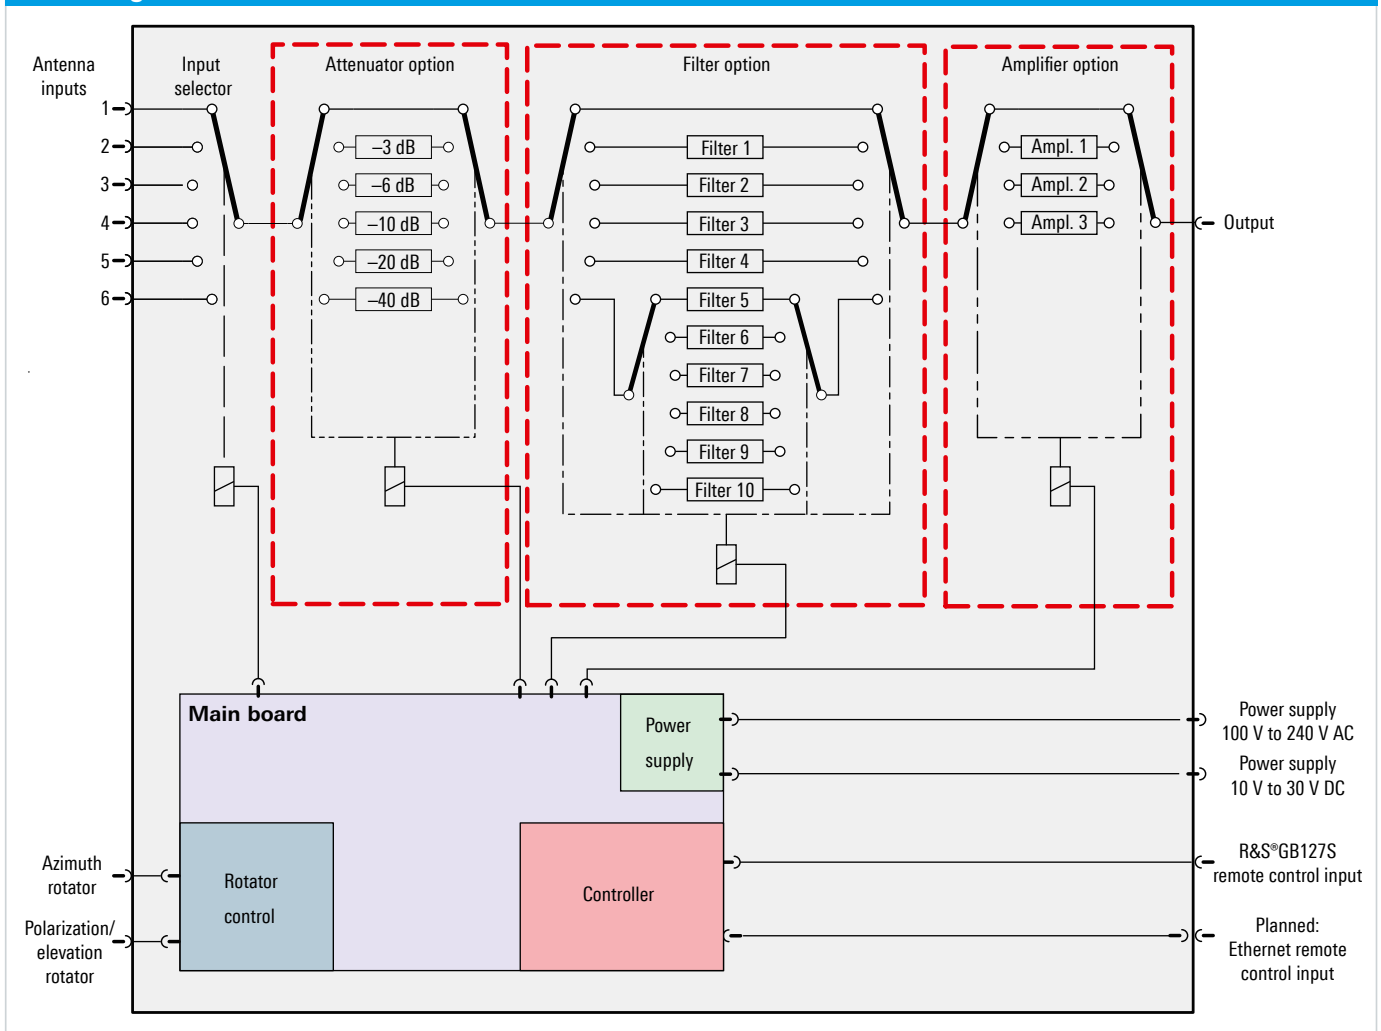 Antenna
inputs
Input
selector
Attenuator option
Filter option
Amplifier option
1
2
3
4
5
6
–3 dB
–6 dB
–10 dB
–20 dB
–40 dB
Filter 1
Filter 2
Filter 3
Filter 4
Filter 5
Filter 6
Filter 7
Filter 8
Filter 9
Filter 10
Ampl. 1
Ampl. 2
Ampl. 3
Output
Main board
Power
supply
Rotator
control
Controller
Azimuth
rotator
Polarization/
elevation
rotator
Power supply
100 V to 240 V AC
Power supply
10 V to 30 V DC
R&S®GB127S
remote control input
Planned:
Ethernet remote
control input